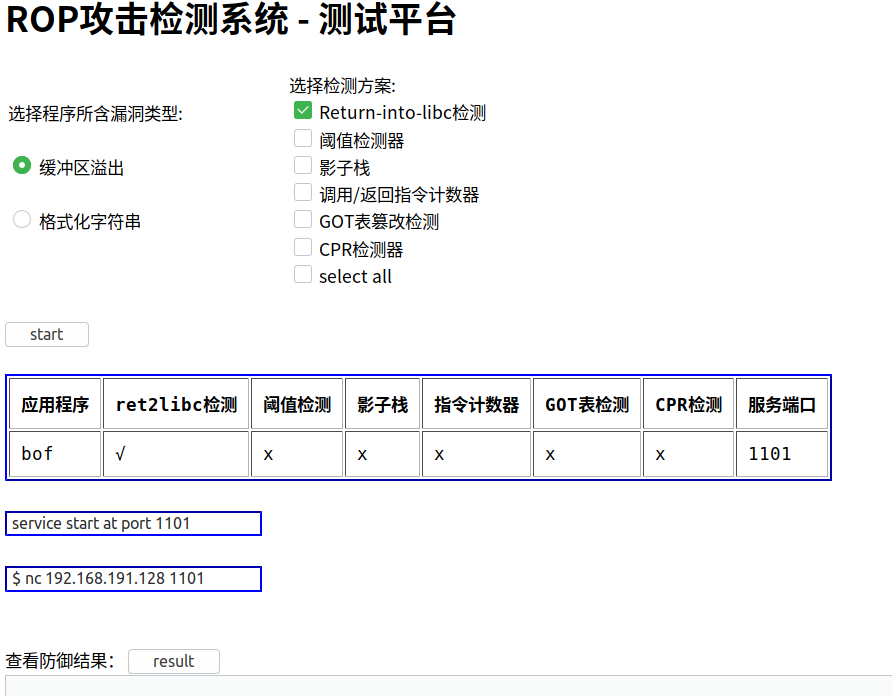 ROP攻击检测系统 - 测试平台
选择程序所含漏洞类型:
缓冲区溢出
格式化字符串
选择检测方案:
Return-into-libc检测
阈值检测器
影子栈
调用/返回指令计数器
GOT表篡改检测
CPR检测器
select all
start
应用程序 ret2libc检测 阈值检测 影子栈 指令计数器 GOT表检测 CPR检测 服务端口
bof √ x x x x x 1101
service start at port 1101
$ nc 192.168.191.128 1101
查看防御结果： result